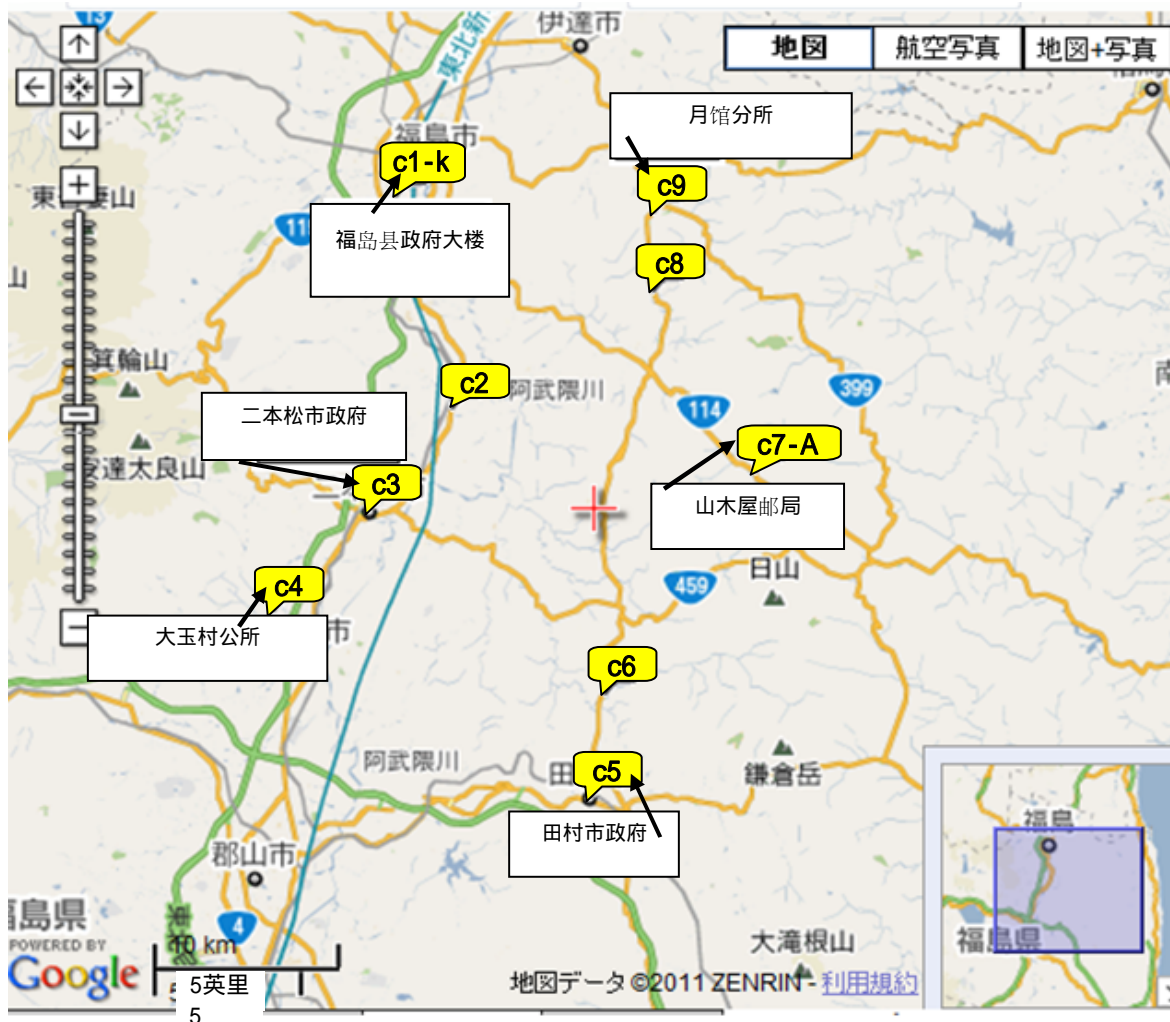 13
伊達市
東北新
地図
航空写真
地図+写真
月馆分所
福島市
c1-k
c9
福岛县政府大楼
c8
箕輪山
c2
阿武隈川
399
二本松市政府
114
c7-A
安達太良山
c3
山木屋邮局
日山
459
c4
大玉村公所
市
c6
阿武隈川
田
c5
鎌倉岳
田村市政府
郡山市
福島
福島県
4
大滝根山
福島県
POWERED BY
Google
10 km
5英里
5
地図データ ©2011 ZENRIN - 利用規約